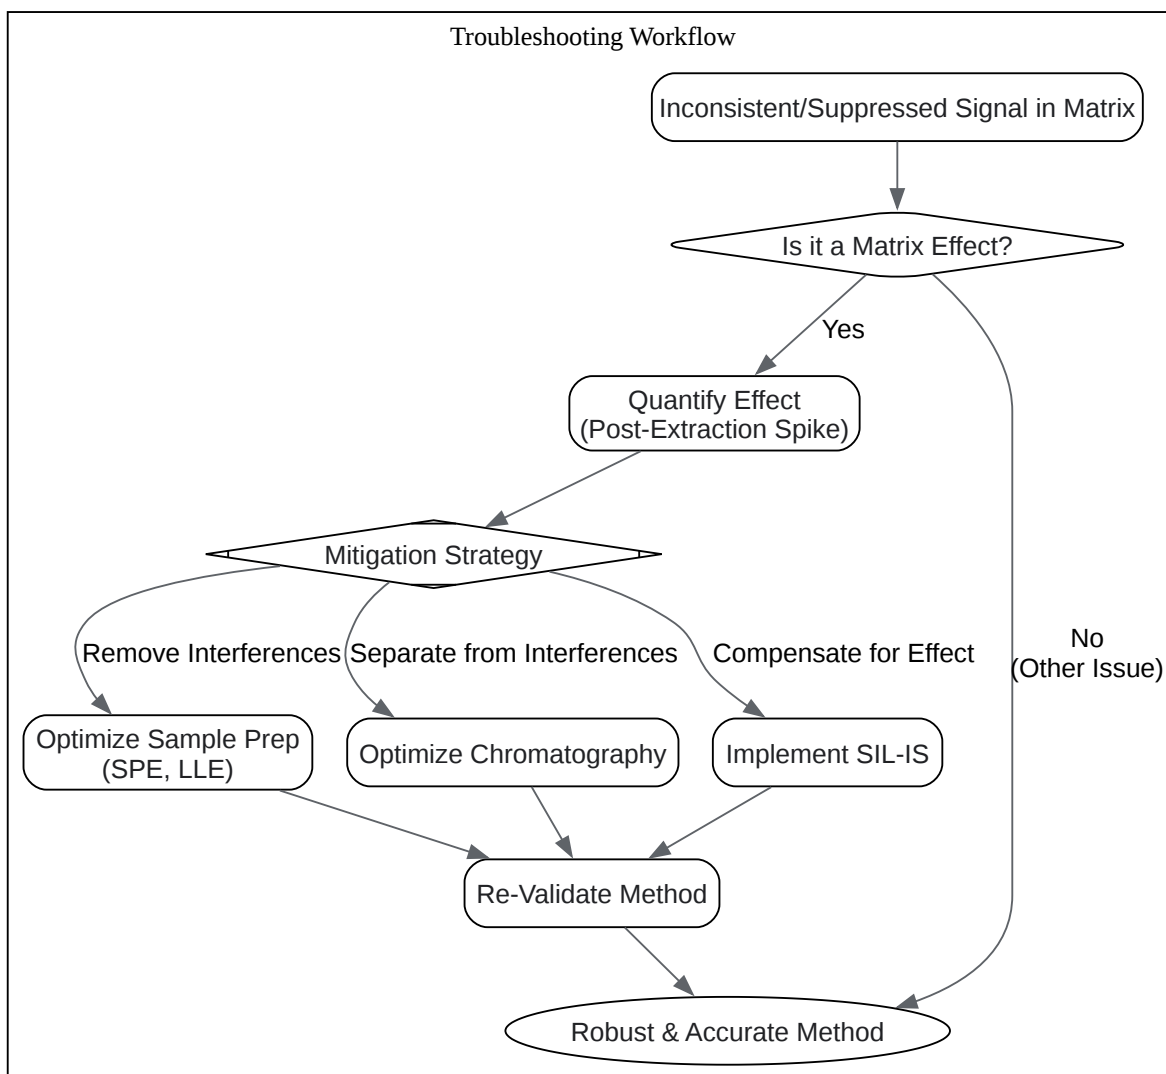 Troubleshooting Workflow
Inconsistent/Suppressed Signal in Matrix
Is it a Matrix Effect?
Yes
Quantify Effect
(Post-Extraction Spike)
Mitigation Strategy
Remove Interferences
Separate from Interferences
Compensate for Effect
No
(Other Issue)
Optimize Sample Prep
(SPE, LLE)
Optimize Chromatography
Implement SIL-IS
Re-Validate Method
Robust & Accurate Method